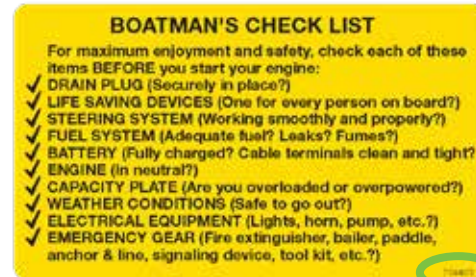 BOATMAN'S CHECK LIST
For maximum enjoyment and safety, check each of these
items BEFORE you start your engine:
DRAIN PLUG (Securely in place?)
LIFE SAVING DEVICES (One for every person on board?)
STEERING SYSTEM (Working smoothly and properly?)
FUEL SYSTEM (Adequate fuel? Leaks? Fumes?)
BATTERY (Fully charged? Cable terminals clean and tight?
ENGINE (In neutral?)
CAPACITY PLATE (Are you overloaded or overpowered?)
WEATHER CONDITIONS (Safe to go out?)
ELECTRICAL EQUIPMENT (Lights, horn, pump, etc.?)
EMERGENCY GEAR (Fire extinguisher, bailer, paddle,
anchor & line, signaling device, tool kit, etc.?)